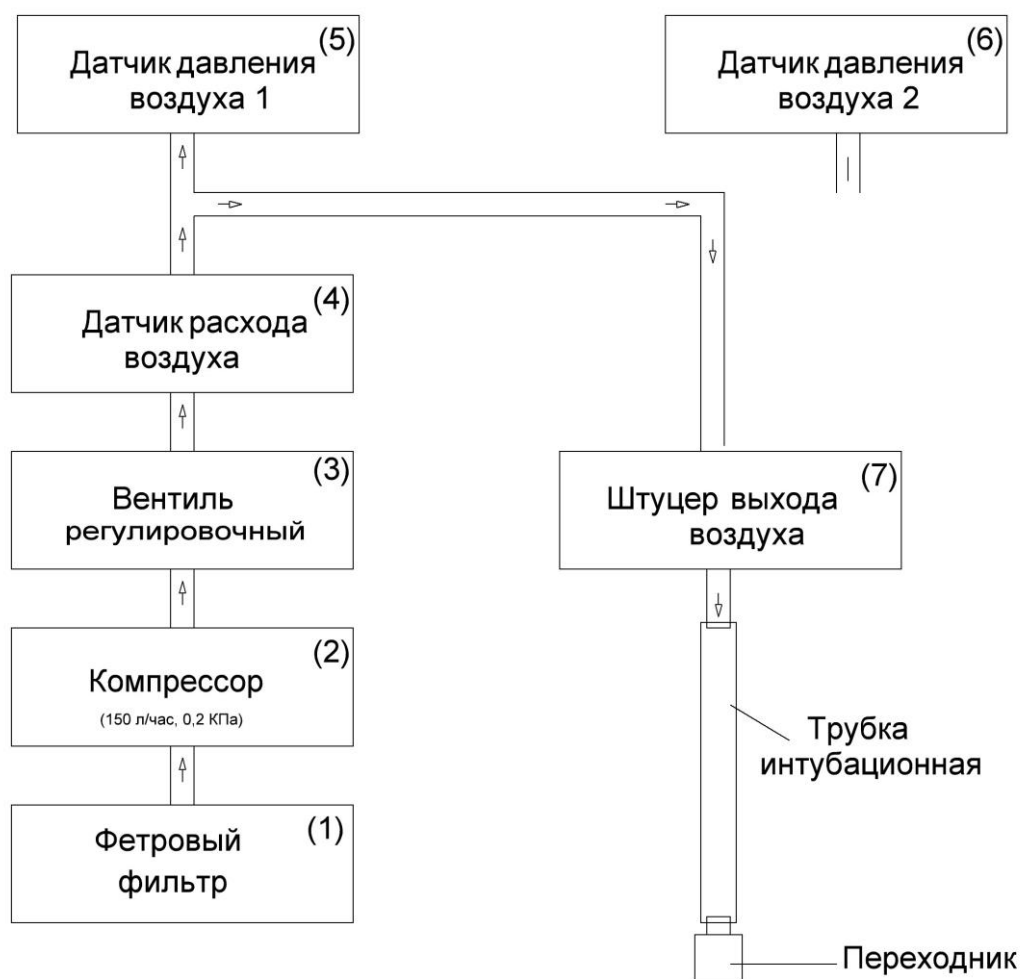 (5)
Датчик давления
воздуха 1
(6)
Датчик давления
воздуха 2
(4)
Датчик расхода
воздуха
(3)
Вентиль
регулировочный
(7)
Штуцер выхода
воздуха
(2)
Компрессор
(150 л/час, 0,2 КПа)
Трубка
интубационная
(1)
Фетровый
фильтр
Переходник